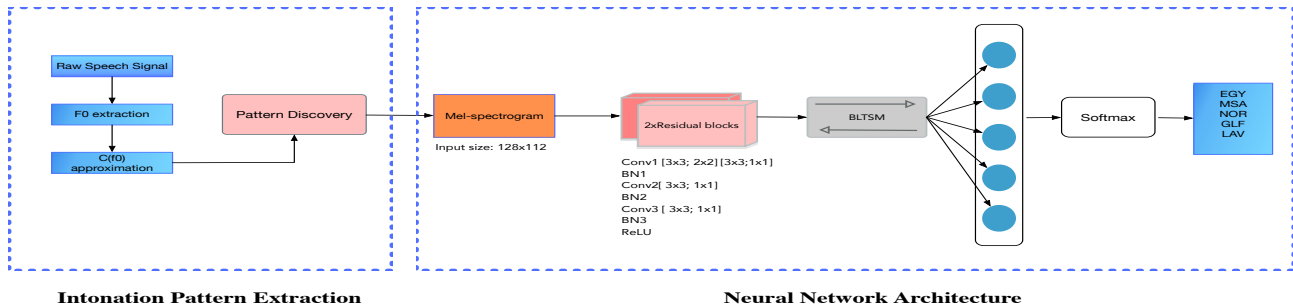 Raw Speech Signal
F0 extraction
C(f0)
approximation
Pattern Discovery
Mel-spectrogram
Input size: 128x112
2xResidual blocks
Conv1 [3x3; 2x2] [3x3;1x1]
BN1
Conv2[ 3x3; 1x1]
BN2
Conv3 [ 3x3; 1x1]
BN3
ReLU
BLTSM
Softmax
EGY
MSA
NOR
GLF
LAV
Intonation Pattern Extraction
Neural Network Architecture